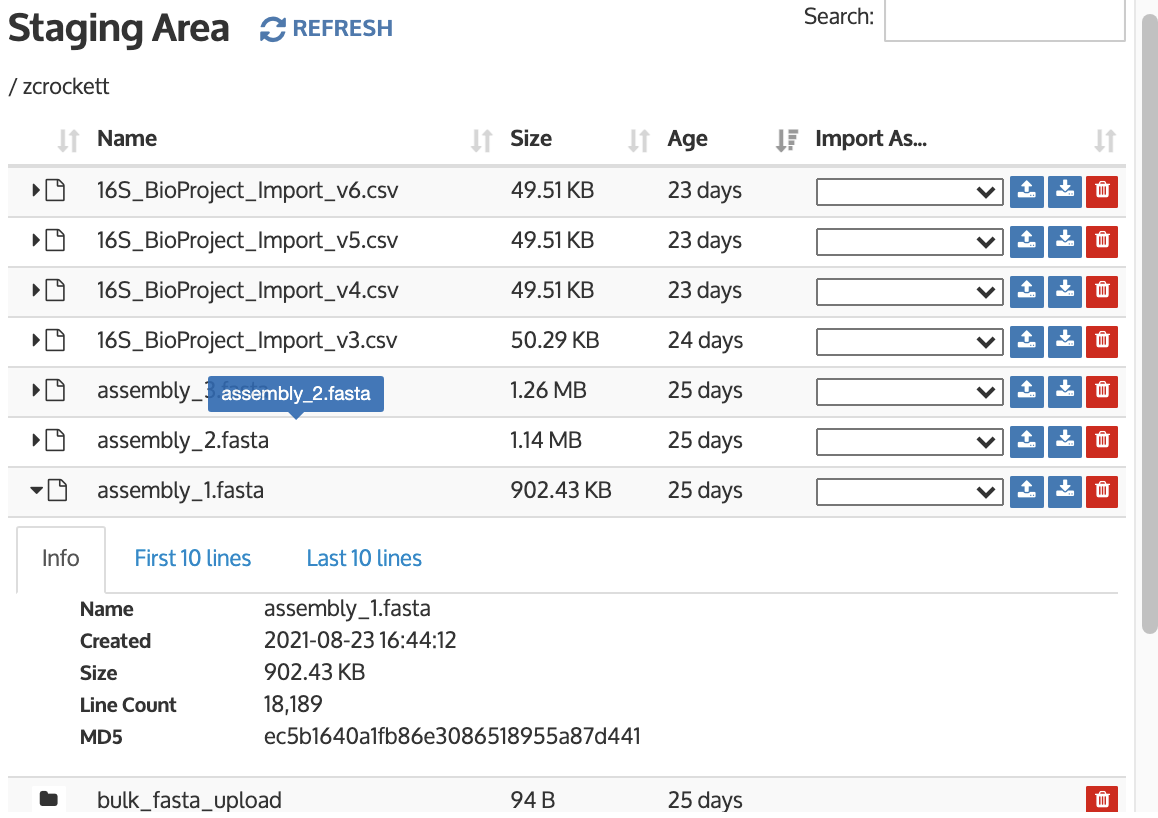 Staging Area REFRESH Search:
/ zcrockett
Name Size Age Import As...
16S_BioProject_Import_v6.csv 49.51 KB 23 days
16S_BioProject_Import_v5.csv 49.51 KB 23 days
16S_BioProject_Import_v4.csv 49.51 KB 23 days
16S_BioProject_Import_v3.csv 50.29 KB 24 days
assembly_3.fasta 1.26 MB 25 days
assembly_2.fasta
assembly_2.fasta 1.14 MB 25 days
assembly_1.fasta 902.43 KB 25 days
Info First 10 lines Last 10 lines
Name assembly_1.fasta
Created 2021-08-23 16:44:12
Size 902.43 KB
Line Count 18,189
MD5 ec5b1640a1fb86e3086518955a87d441
bulk_fasta_upload 94 B 25 days